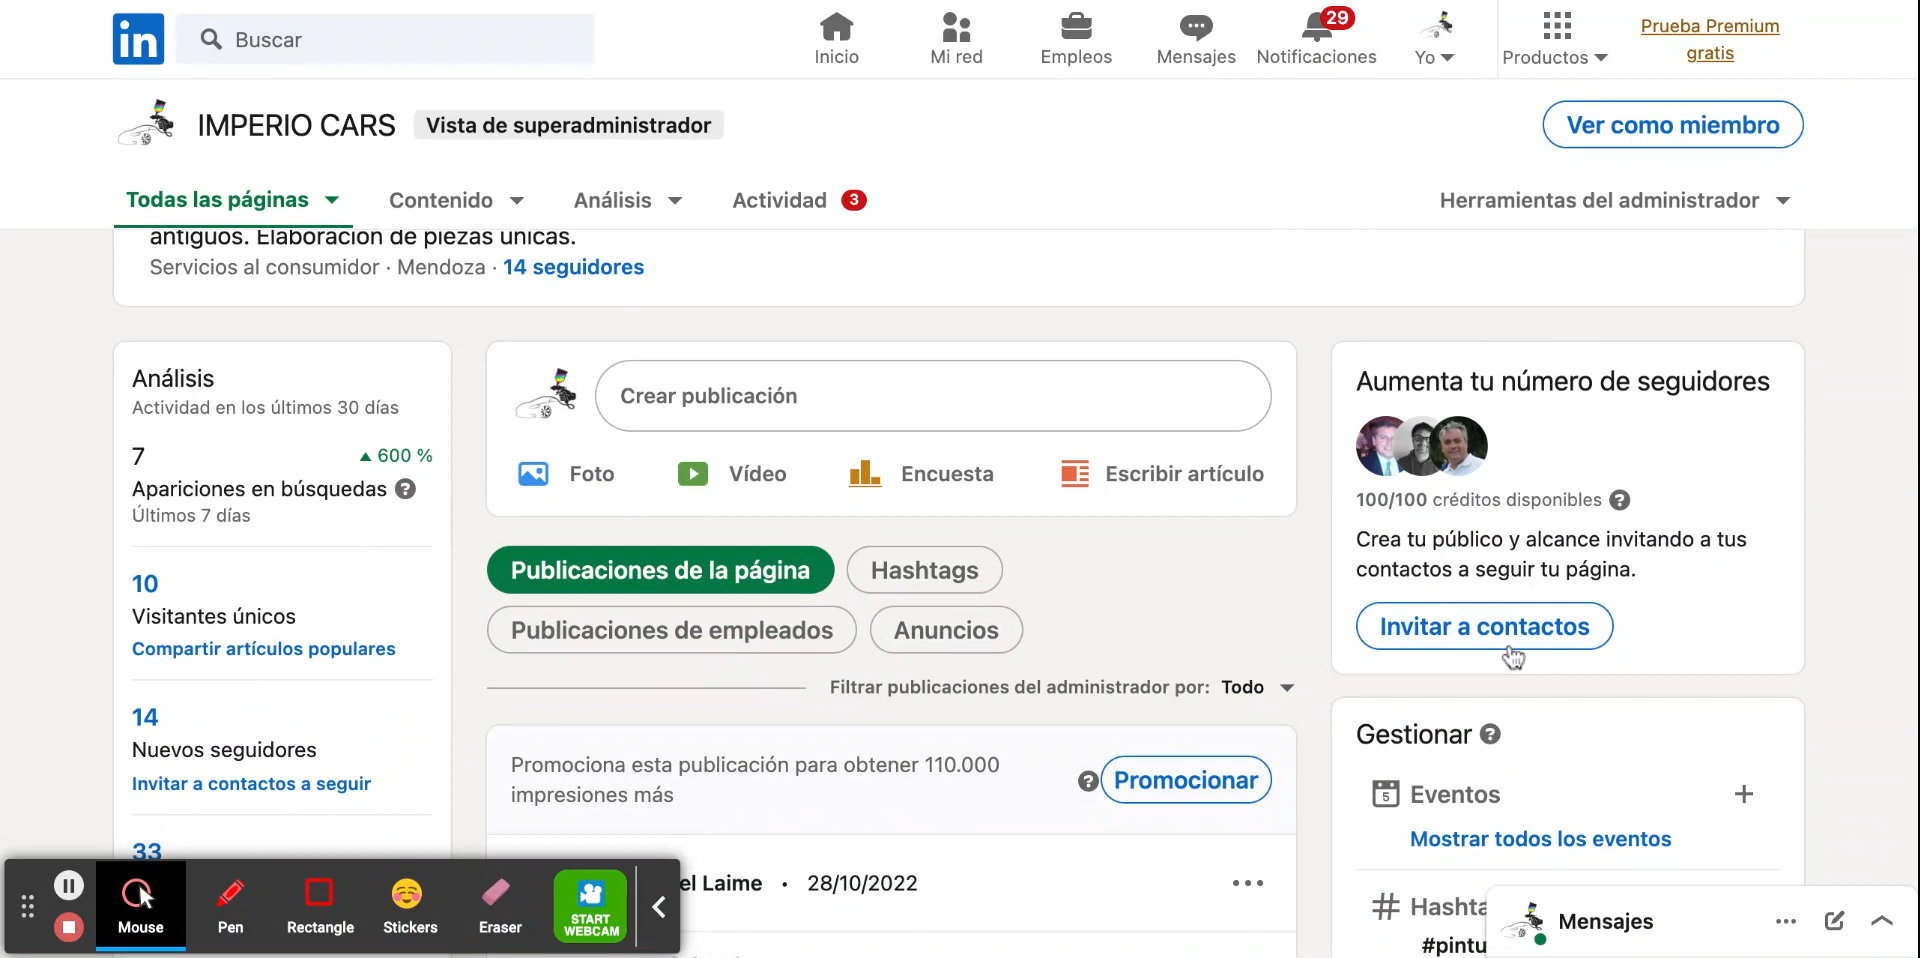 in
Buscar
Inicio
Mi red
Empleos
Mensajes
29
Notificaciones
Yo
Productos
Prueba Premium
gratis
IMPERIO CARS
Vista de superadministrador
Ver como miembro
Todas las páginas
Contenido
Análisis
Actividad 3
Herramientas del administrador
antiguos. Elaboración de piezas únicas.
Servicios al consumidor · Mendoza · 14 seguidores
Análisis
Actividad en los últimos 30 días
7
600 %
Apariciones en búsquedas ?
Últimos 7 días
10
Visitantes únicos
Compartir artículos populares
14
Nuevos seguidores
Invitar a contactos a seguir
33
Crear publicación
Foto
Vídeo
Encuesta
Escribir artículo
Publicaciones de la página
Hashtags
Publicaciones de empleados
Anuncios
Filtrar publicaciones del administrador por: Todo
Promociona esta publicación para obtener 110.000
impresiones más
?
Promocionar
el Laime • 28/10/2022
Aumenta tu número de seguidores
100/100 créditos disponibles ?
Crea tu público y alcance invitando a tus
contactos a seguir tu página.
Invitar a contactos
Gestionar ?
5
Eventos
+
Mostrar todos los eventos
# Hashta
#pintu
Mensajes
Mouse
Pen
Rectangle
Stickers
Eraser
START
WEBCAM